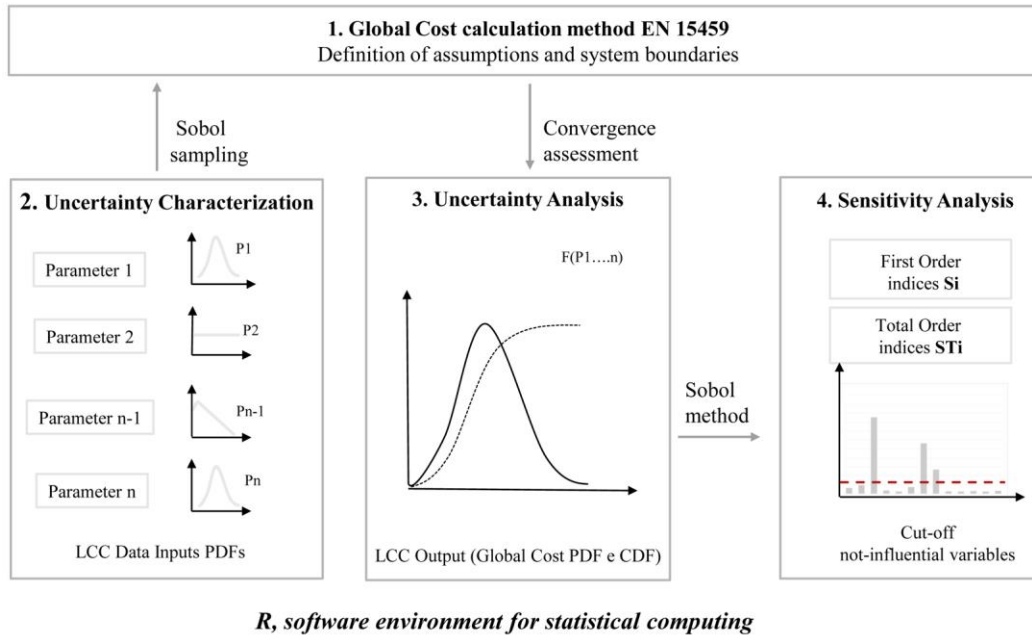 1. Global Cost calculation method EN 15459
Definition of assumptions and system boundaries
Sobol
sampling
Convergence
assessment
2. Uncertainty Characterization
Parameter 1
P1
Parameter 2
P2
Parameter n-1
Pn-1
Parameter n
Pn
LCC Data Inputs PDFs
3. Uncertainty Analysis
F(P1….n)
LCC Output (Global Cost PDF e CDF)
Sobol
method
4. Sensitivity Analysis
First Order
indices Si
Total Order
indices STi
Cut-off
not-influential variables
R, software environment for statistical computing